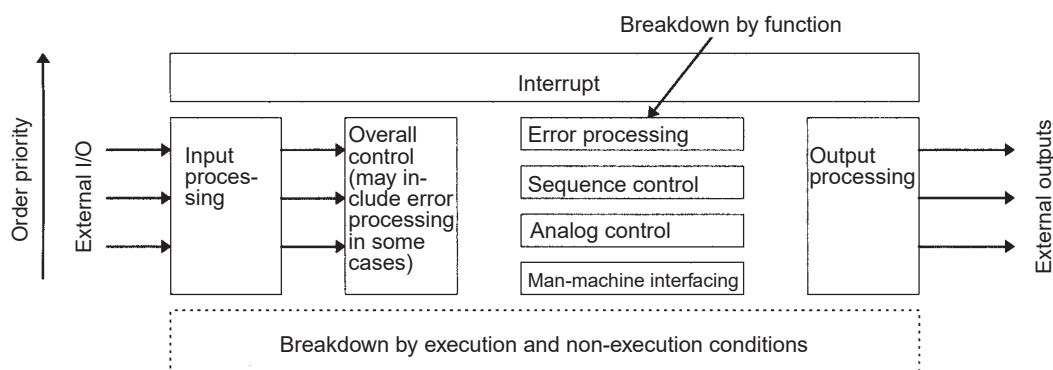 Breakdown by function
Order priority
External I/O
Interrupt
Input
proces-
sing
Overall
control
(may in-
clude error
processing
in some
cases)
Error processing
Sequence control
Analog control
Man-machine interfacing
Output
processing
External outputs
Breakdown by execution and non-execution conditions